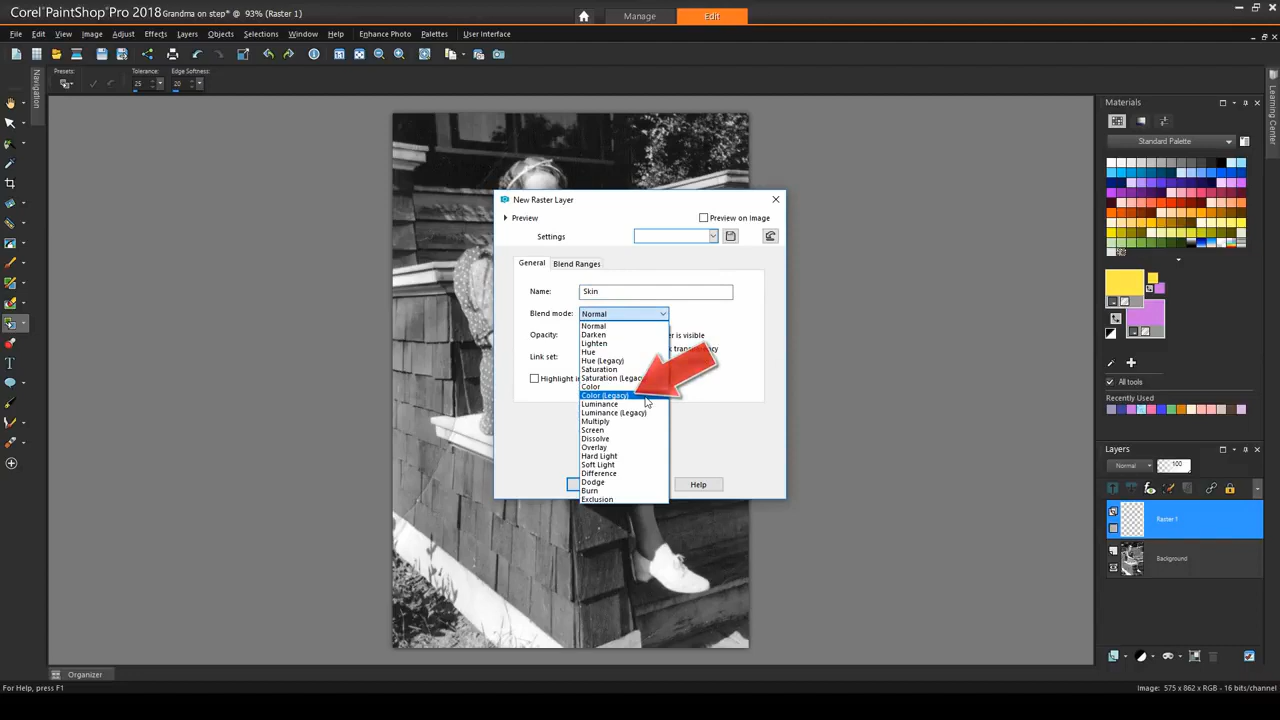 Corel PaintShop Pro 2018 Grandma on step* @ 93% (Raster 1)
Manage
Edit
File Edit View Image Adjust Effects Layers Objects Selections Window Help Enhance Photo Palettes User Interface
Presets:
Tolerance:
Edge Softness:
25
20
Navigation
Learning Center
Materials
Standard Palette
All tools
Recently Used
Layers
Normal
100
Raster 1
Background
New Raster Layer
Preview
Preview on Image
Settings
General
Blend Ranges
Name:
Skin
Blend mode:
Normal
Opacity:
er is visible
Link set:
transparency
Highlight i
Normal
Darken
Lighten
Hue
Hue (Legacy)
Saturation
Saturation (Legacy
Color
Color (Legacy)
Luminance
Luminance (Legacy)
Multiply
Screen
Dissolve
Overlay
Hard Light
Soft Light
Difference
Dodge
Burn
Exclusion
Help
Organizer
For Help, press F1
Image: 575 x 862 x RGB - 16 bits/channel